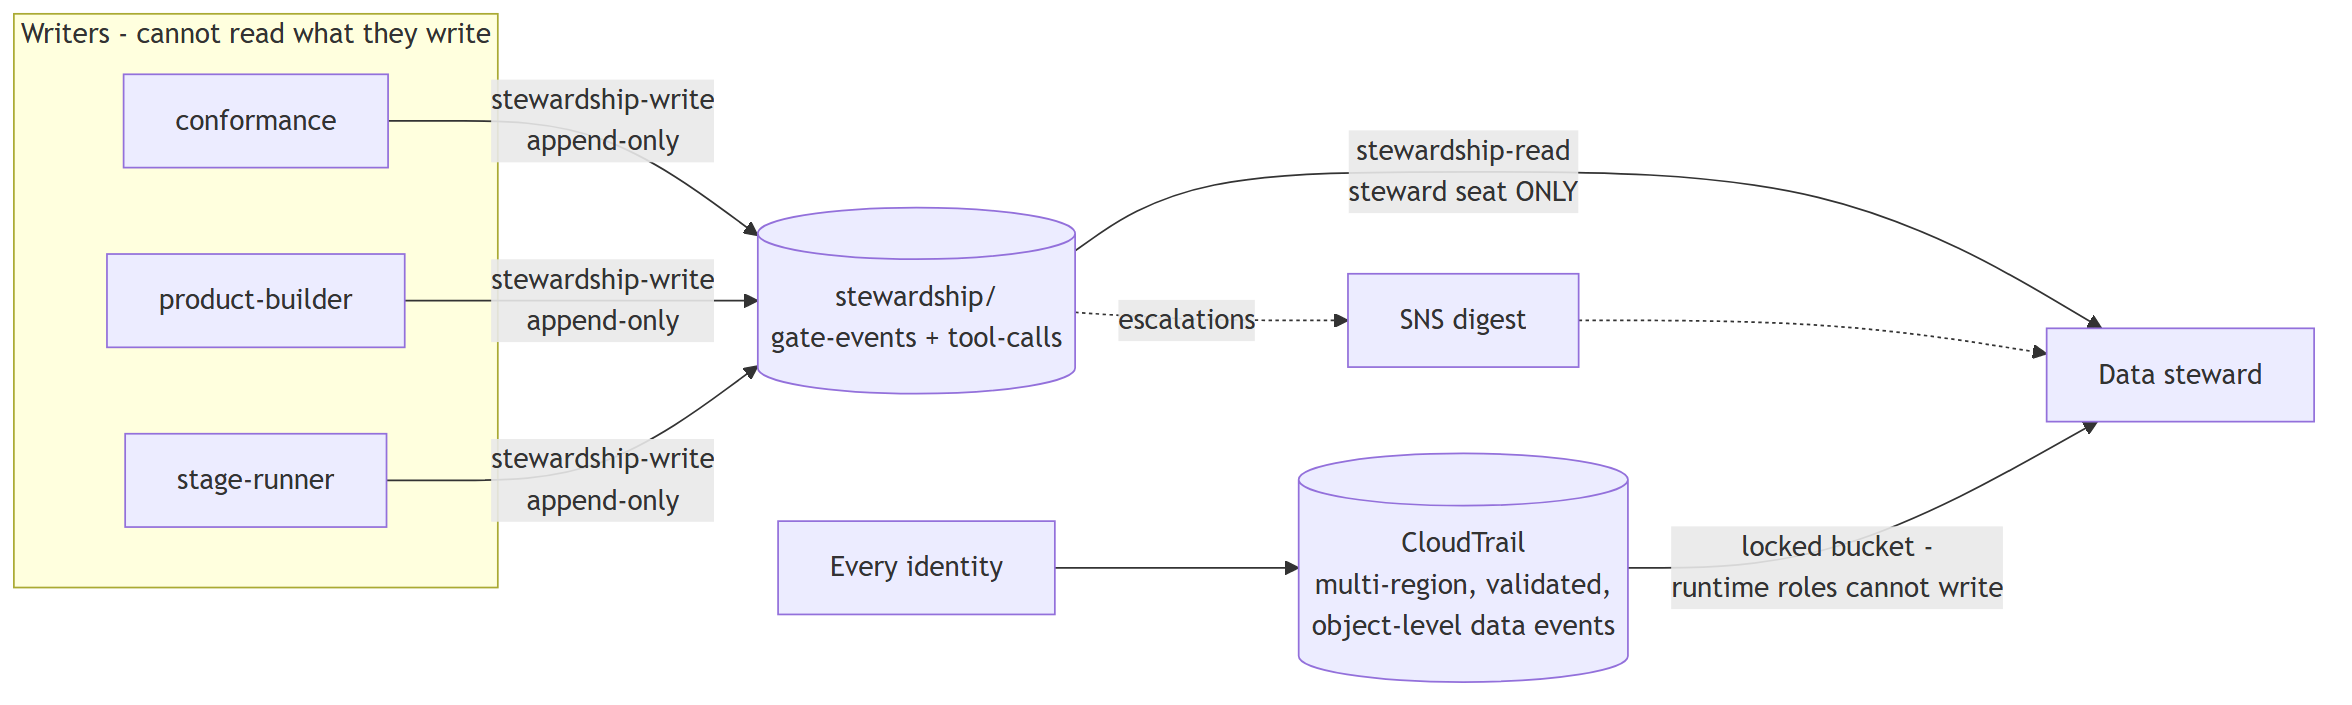 Writers - cannot read what they write
conformance
stewardship-write
append-only
product-builder
stewardship-write
append-only
stage-runner
stewardship-write
append-only
stewardship/
gate-events + tool-calls
stewardship-read
steward seat ONLY
escalations
SNS digest
Data steward
Every identity
CloudTrail
multi-region, validated,
object-level data events
locked bucket -
runtime roles cannot write